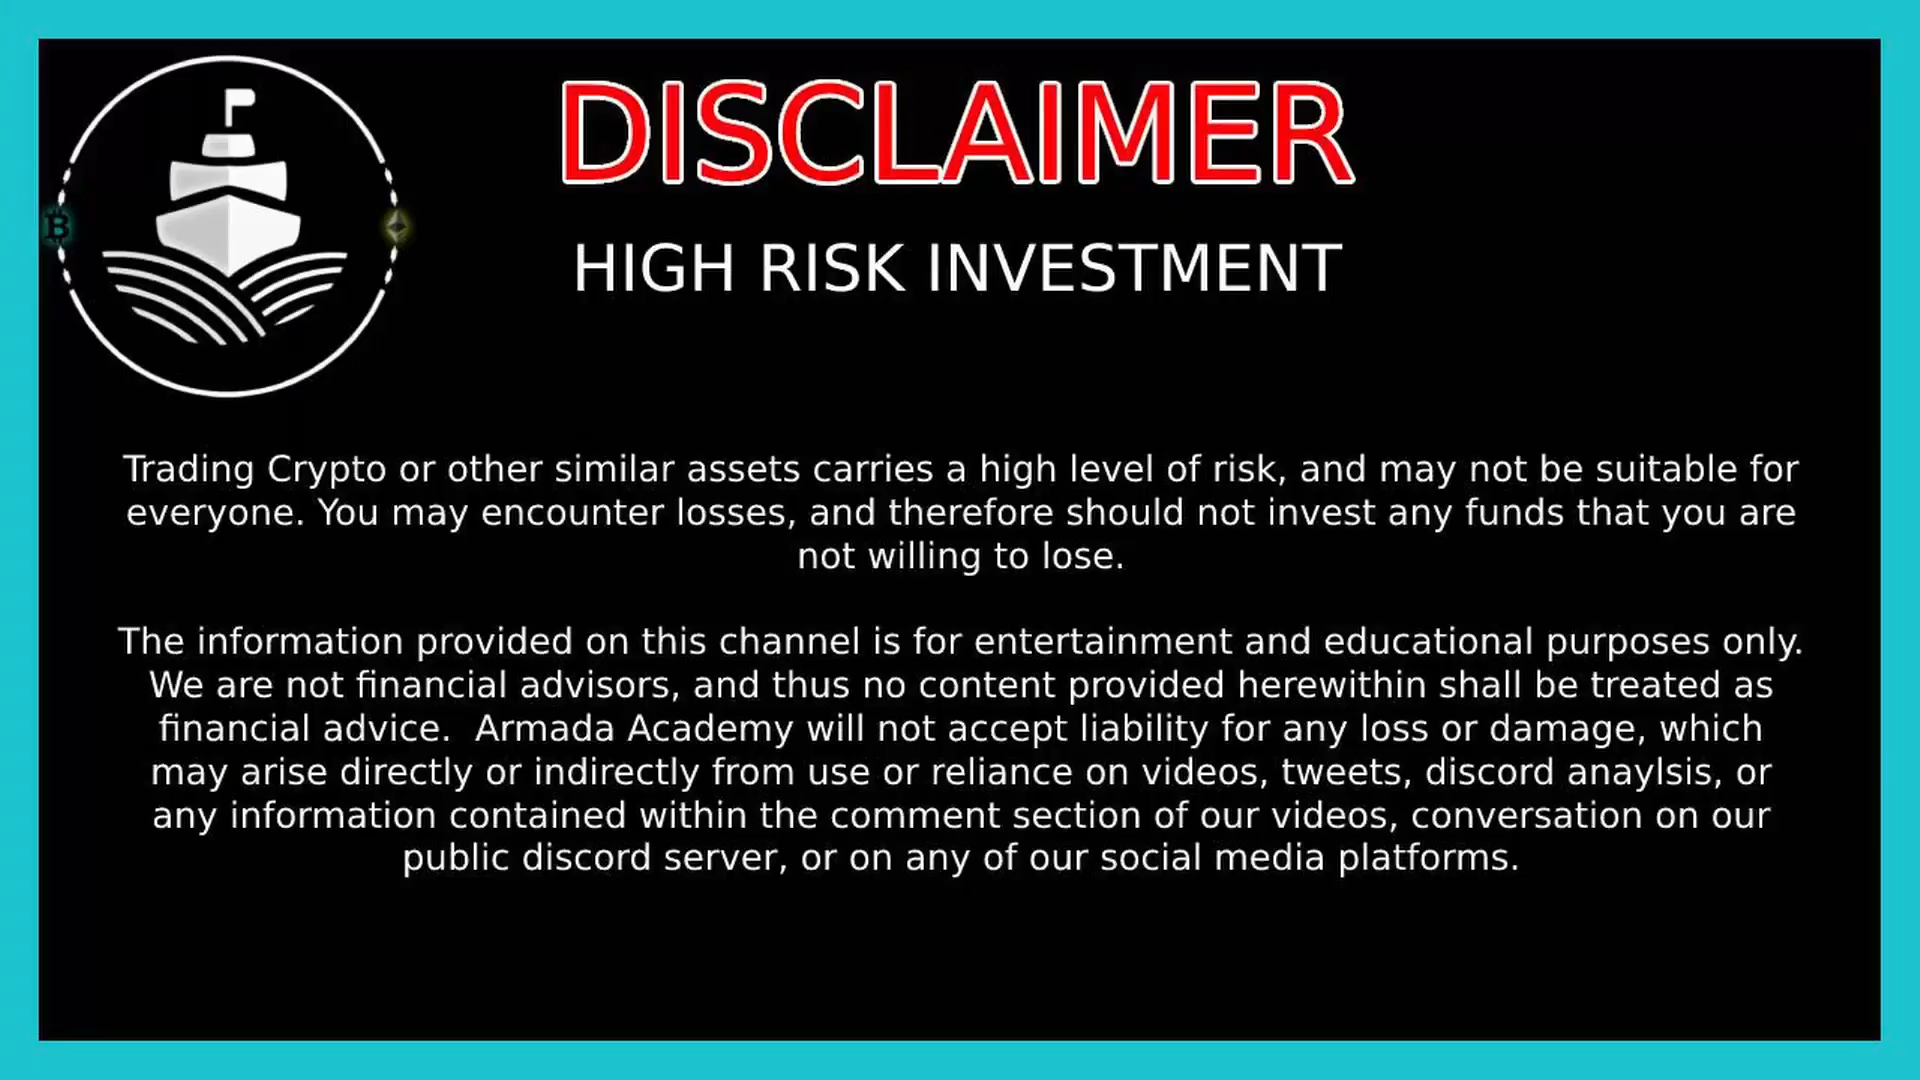 DISCLAIMER
HIGH RISK INVESTMENT
Trading Crypto or other similar assets carries a high level of risk, and may not be suitable for
everyone. You may encounter losses, and therefore should not invest any funds that you are
not willing to lose.
The information provided on this channel is for entertainment and educational purposes only.
We are not financial advisors, and thus no content provided herewithin shall be treated as
financial advice.  Armada Academy will not accept liability for any loss or damage, which
may arise directly or indirectly from use or reliance on videos, tweets, discord anaylsis, or
any information contained within the comment section of our videos, conversation on our
public discord server, or on any of our social media platforms.